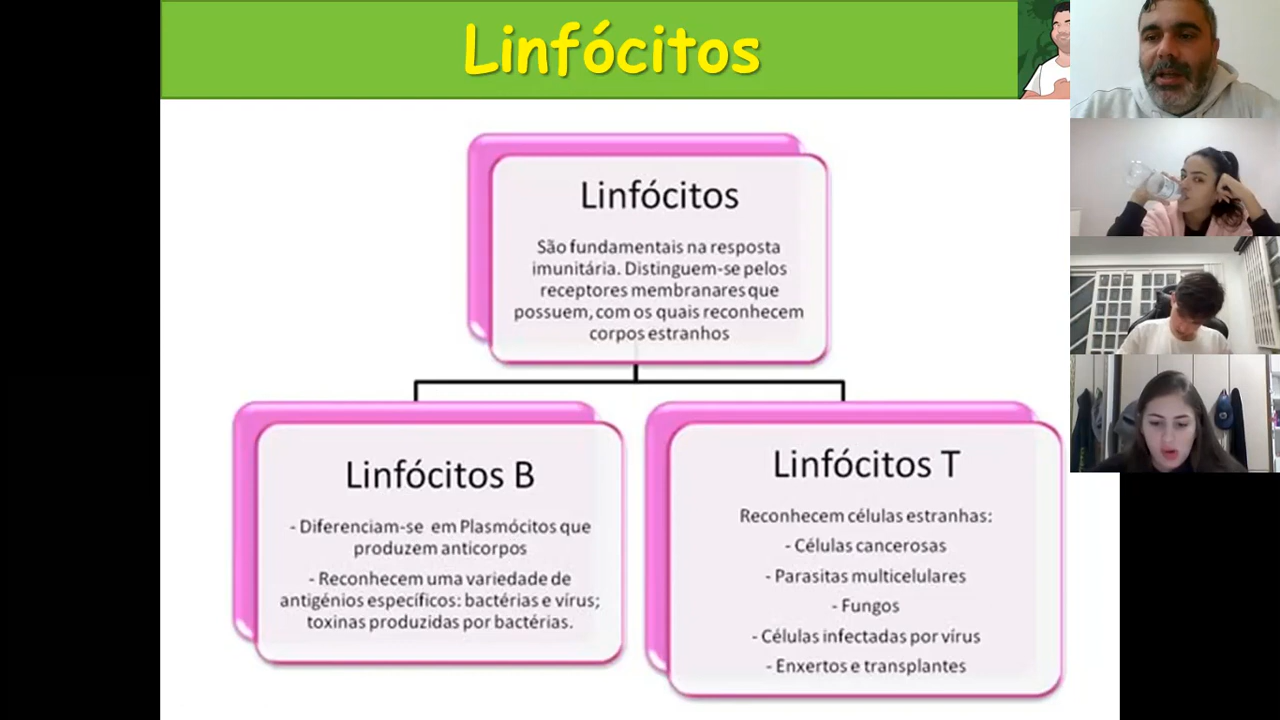 Linfócitos
Linfócitos
São fundamentais na resposta
imunitária. Distinguem-se pelos
receptores membranares que
possuem, com os quais reconhecem
corpos estranhos
Linfócitos B
- Diferenciam-se em Plasmócitos que
produzem anticorpos
- Reconhecem uma variedade de
antigénios específicos: bactérias e vírus;
toxinas produzidas por bactérias.
Linfócitos T
Reconhecem células estranhas:
- Células cancerosas
- Parasitas multicelulares
- Fungos
- Células infectadas por vírus
- Enxertos e transplantes